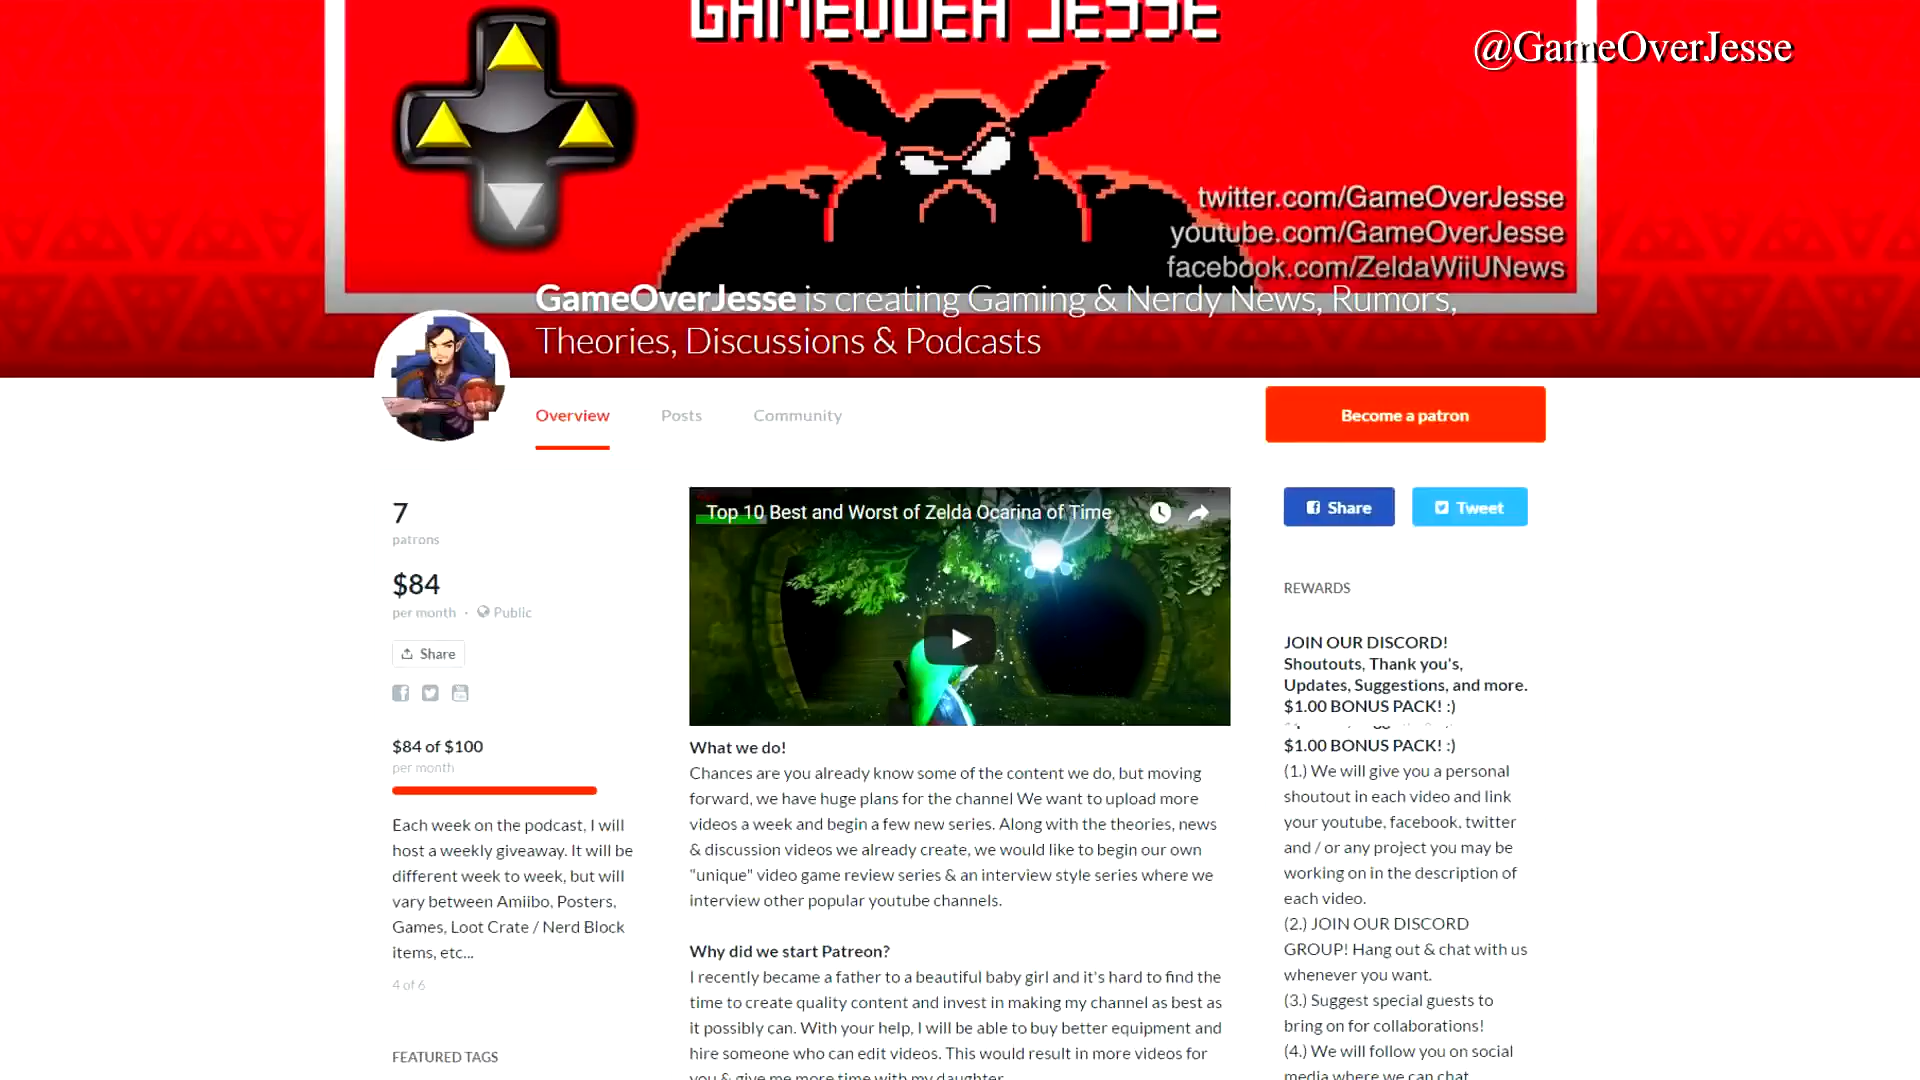 GAMEOVER JESSE
@GameOverJesse
twitter.com/GameOverJesse
youtube.com/GameOverJesse
facebook.com/ZeldaWiiUNews
GameOverJesse is creating Gaming & Nerdy News, Rumors,
Theories, Discussions & Podcasts
Overview
Posts
Community
Become a patron
7
patrons
$84
per month · Public
Share
$84 of $100
per month
Each week on the podcast, I will
host a weekly giveaway. It will be
different week to week, but will
vary between Amiibo, Posters,
Games, Loot Crate / Nerd Block
items, etc...
4 of 6
FEATURED TAGS
Top 10 Best and Worst of Zelda Ocarina of Time
What we do!
Chances are you already know some of the content we do, but moving
forward, we have huge plans for the channel We want to upload more
videos a week and begin a few new series. Along with the theories, news
& discussion videos we already create, we would like to begin our own
"unique" video game review series & an interview style series where we
interview other popular youtube channels.
Why did we start Patreon?
I recently became a father to a beautiful baby girl and it's hard to find the
time to create quality content and invest in making my channel as best as
it possibly can. With your help, I will be able to buy better equipment and
hire someone who can edit videos. This would result in more videos for
you & give me more time with my daughter.
Share
Tweet
REWARDS
JOIN OUR DISCORD!
Shoutouts, Thank you's,
Updates, Suggestions, and more.
$1.00 BONUS PACK! :)
$1.00 BONUS PACK! :)
(1.) We will give you a personal
shoutout in each video and link
your youtube, facebook, twitter
and / or any project you may be
working on in the description of
each video.
(2.) JOIN OUR DISCORD
GROUP! Hang out & chat with us
whenever you want.
(3.) Suggest special guests to
bring on for collaborations!
(4.) We will follow you on social
media where we can chat